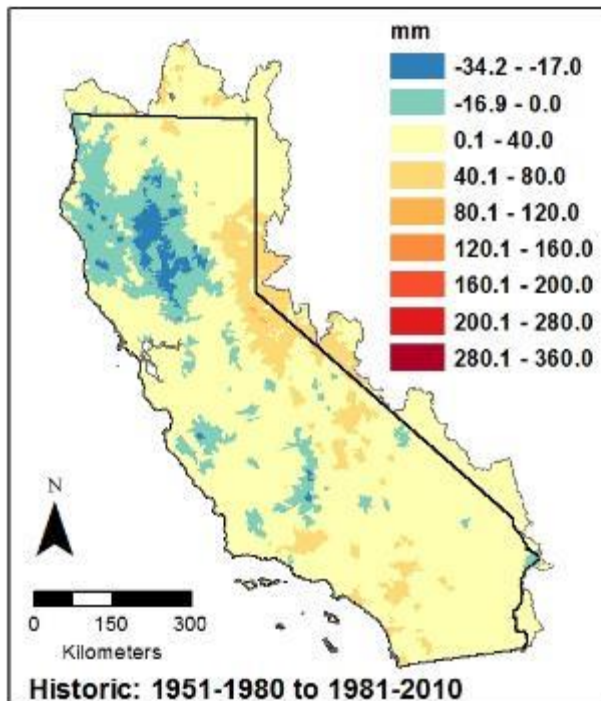 mm
-34.2 - -17.0
-16.9 - 0.0
0.1 - 40.0
40.1 - 80.0
80.1 - 120.0
120.1 - 160.0
160.1 - 200.0
200.1 - 280.0
280.1 - 360.0
N
0 150 300
Kilometers
Historic: 1951-1980 to 1981-2010